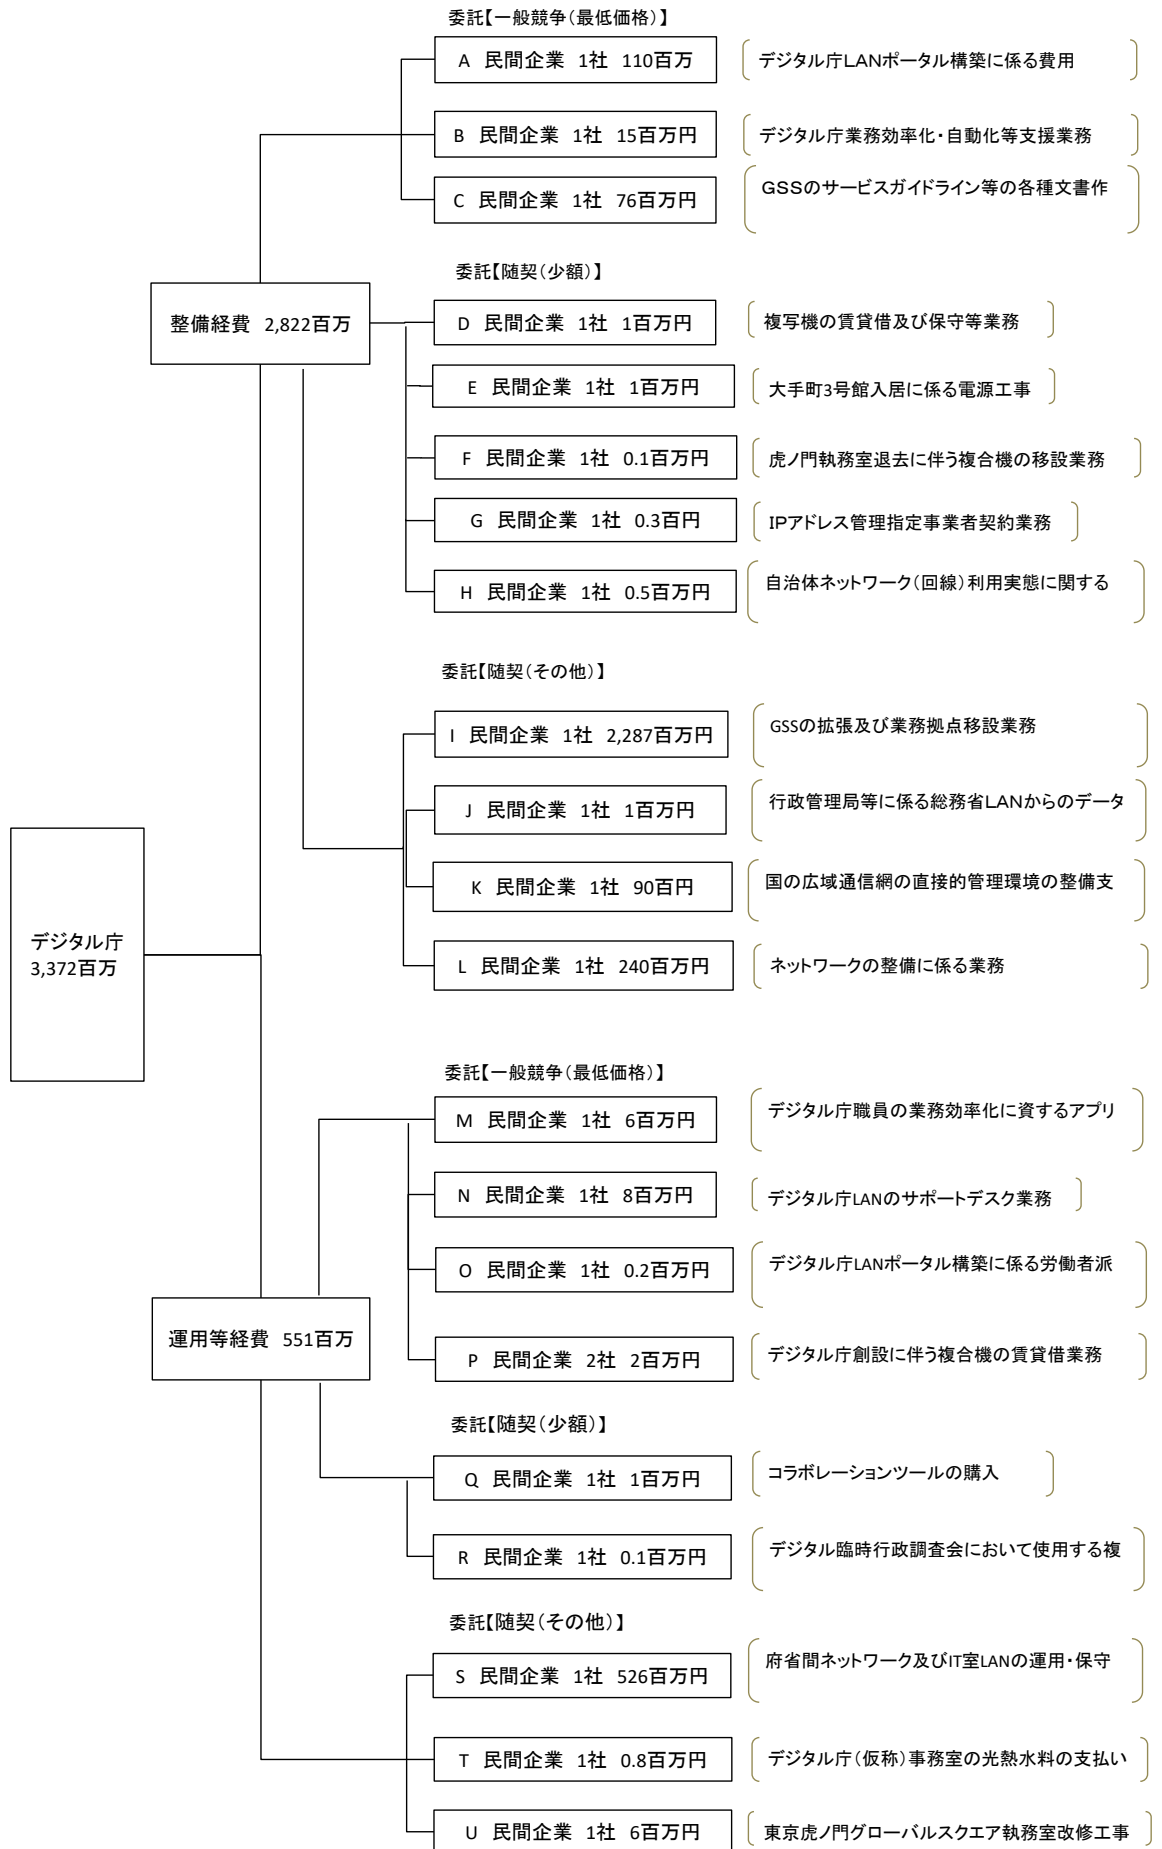 委託【一般競争（最低価格）】
A 民間企業 1社 110百万
デジタル庁LANポータル構築に係る費用
B 民間企業 1社 15百万円
デジタル庁業務効率化・自動化等支援業務
C 民間企業 1社 76百万円
GSSのサービスガイドライン等の各種文書作
委託【随契（少額）】
整備経費 2,822百万
D 民間企業 1社 1百万円
複写機の賃貸借及び保守等業務
E 民間企業 1社 1百万円
大手町3号館入居に係る電源工事
F 民間企業 1社 0.1百万円
虎ノ門執務室退去に伴う複合機の移設業務
G 民間企業 1社 0.3百円
IPアドレス管理指定事業者契約業務
H 民間企業 1社 0.5百万円
自治体ネットワーク（回線）利用実態に関する
委託【随契（その他）】
I 民間企業 1社 2,287百万円
GSSの拡張及び業務拠点移設業務
J 民間企業 1社 1百万円
行政管理局等に係る総務省LANからのデータ
K 民間企業 1社 90百円
国の広域通信網の直接的管理環境の整備支
デジタル庁
3,372百万
L 民間企業 1社 240百万円
ネットワークの整備に係る業務
委託【一般競争（最低価格）】
M 民間企業 1社 6百万円
デジタル庁職員の業務効率化に資するアプリ
N 民間企業 1社 8百万円
デジタル庁LANのサポートデスク業務
O 民間企業 1社 0.2百万円
デジタル庁LANポータル構築に係る労働者派
運用等経費 551百万
P 民間企業 2社 2百万円
デジタル庁創設に伴う複合機の賃貸借業務
委託【随契（少額）】
Q 民間企業 1社 1百万円
コラボレーションツールの購入
R 民間企業 1社 0.1百万円
デジタル臨時行政調査会において使用する複
委託【随契（その他）】
S 民間企業 1社 526百万円
府省間ネットワーク及びIT室LANの運用・保守
T 民間企業 1社 0.8百万円
デジタル庁（仮称）事務室の光熱水料の支払い
U 民間企業 1社 6百万円
東京虎ノ門グローバルスクエア執務室改修工事